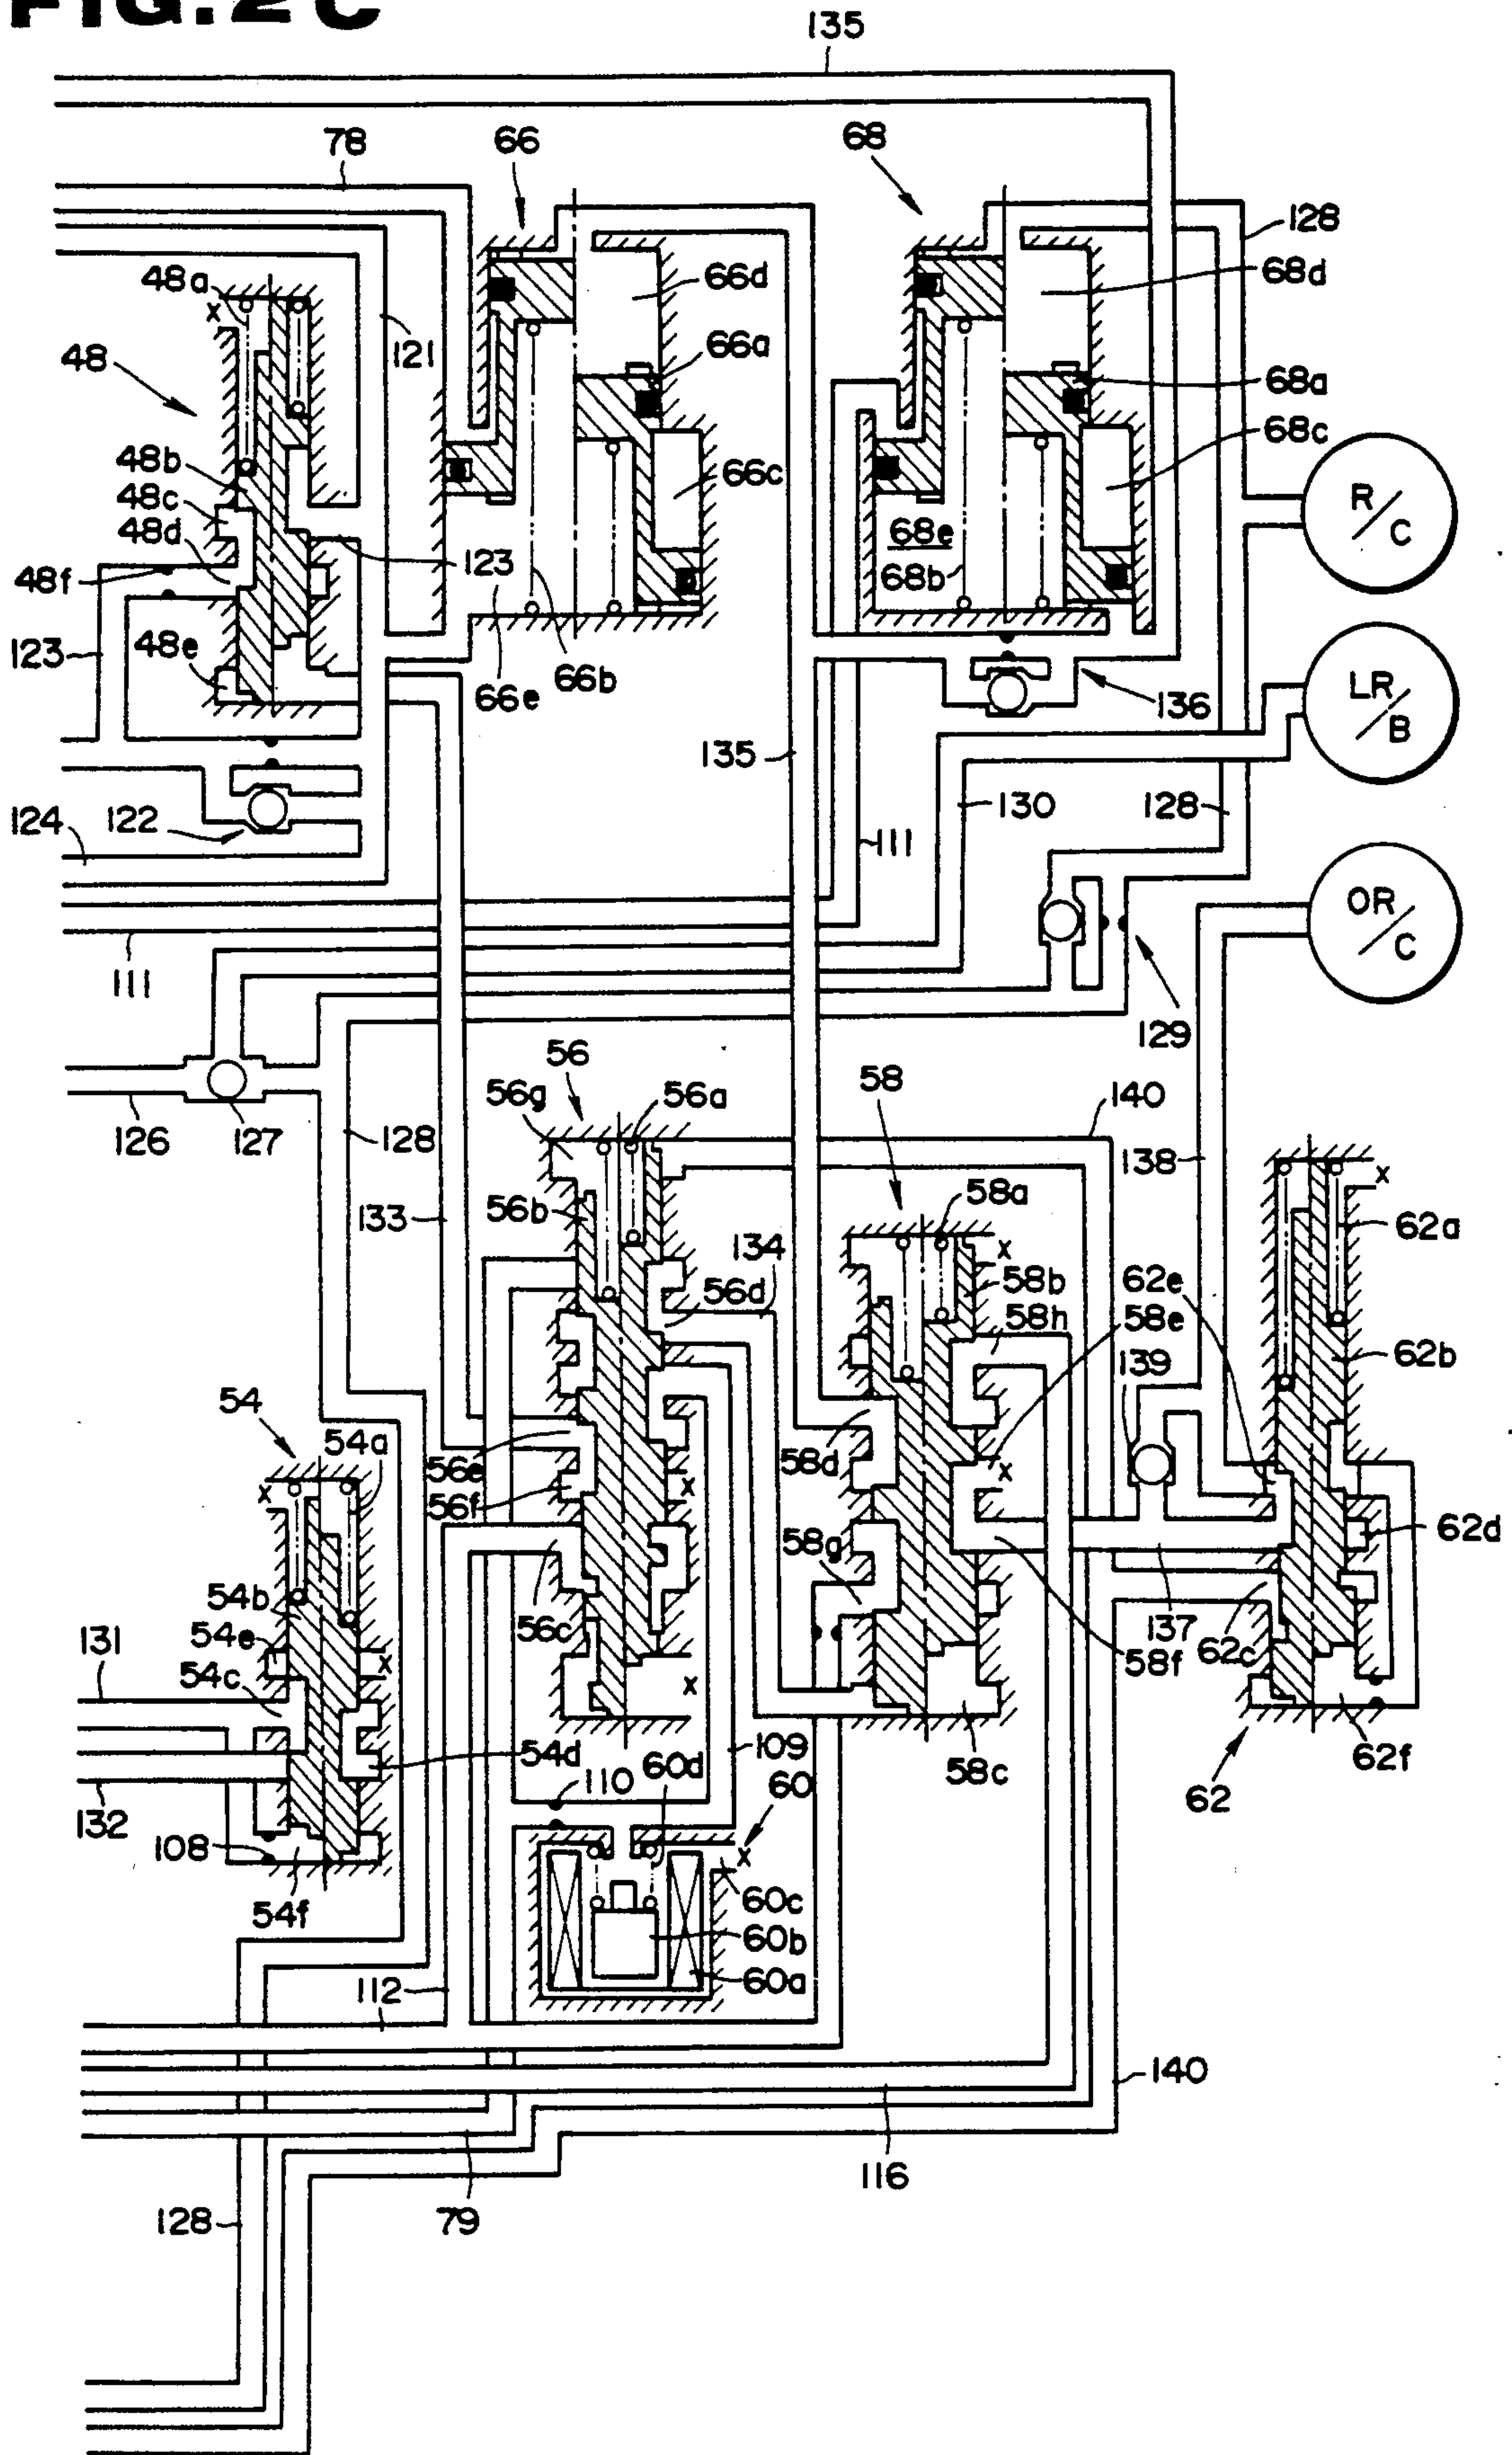 FIG. 2C
135
78
66
68
128
48a
x
66d
68d
121
48
66a
68a
48b
68c
48c
66c
R/C
48d
68e
123
48f
68b
123
48e
66b
66e
LR/B
136
135
130
128
124
122
111
OR/C
111
129
56
56g
56a
58
140
126
127
128
138
x
58a
56b
133
62a
134
x
58b
62e
56d
58h
58e
62b
139
54
54a
56e
58d
x
x
56f
x
62d
58g
54b
56c
137
131
54e
58f
62c
54c
x
x
109
54d
60d
58c
62f
110
60
132
62
108
x
60c
54f
60b
60a
112
140
116
128
79